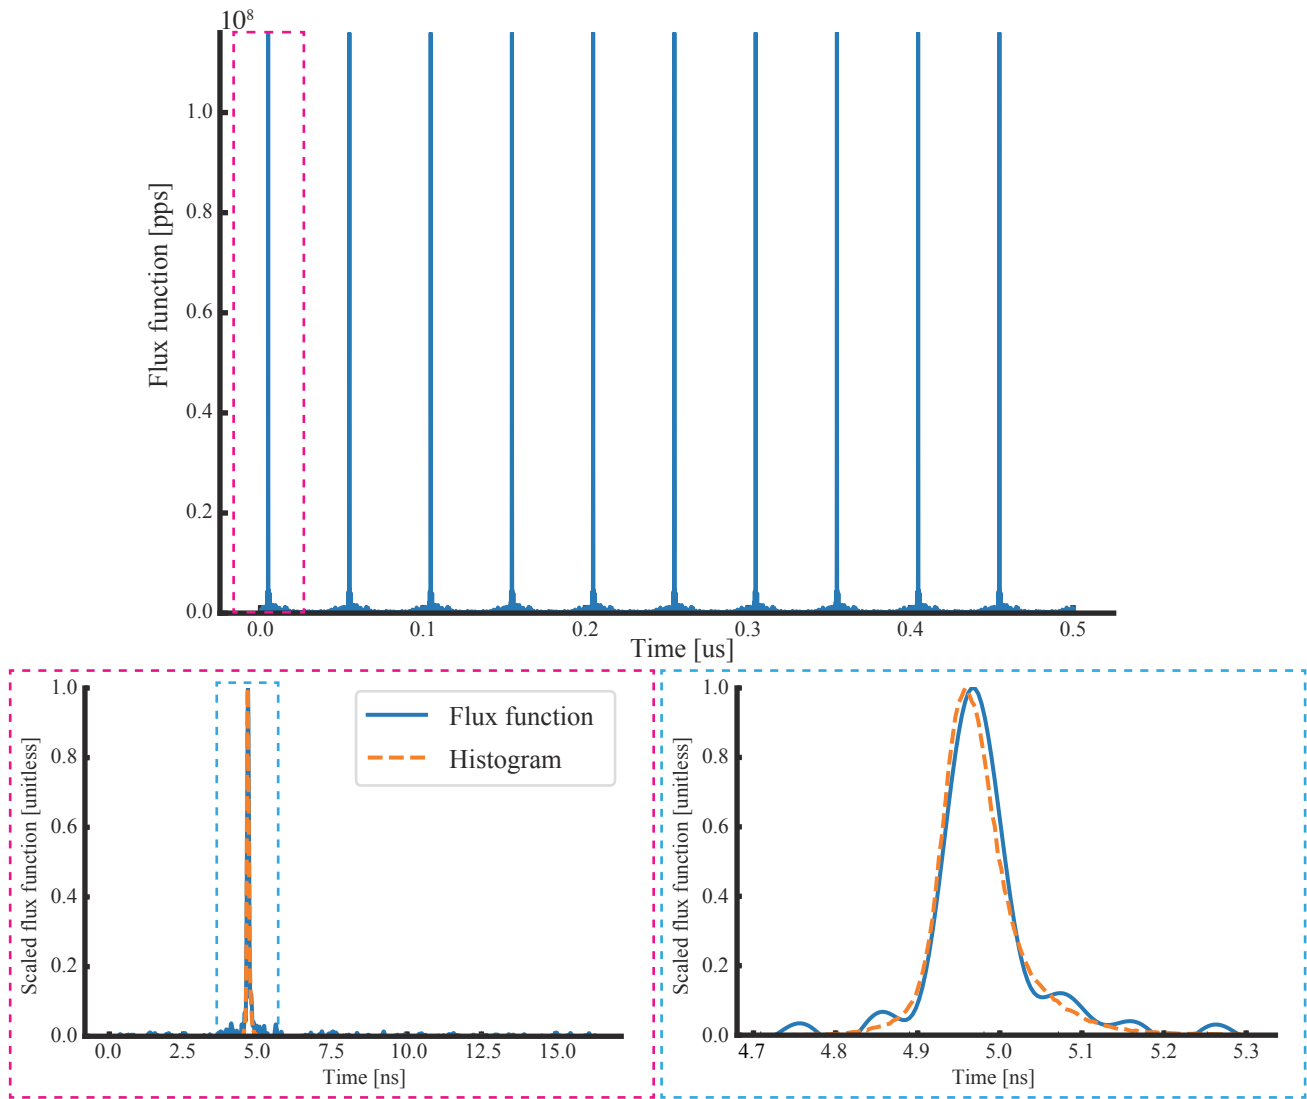 10⁸
1.0
0.8
0.6
0.4
0.2
0.0
Flux function [pps]
0.0 0.1 0.2 0.3 0.4 0.5
Time [us]
1.0
0.8
0.6
0.4
0.2
0.0
Scaled flux function [unitless]
Flux function
Histogram
0.0 2.5 5.0 7.5 10.0 12.5 15.0
Time [ns]
1.0
0.8
0.6
0.4
0.2
0.0
Scaled flux function [unitless]
4.7 4.8 4.9 5.0 5.1 5.2 5.3
Time [ns]